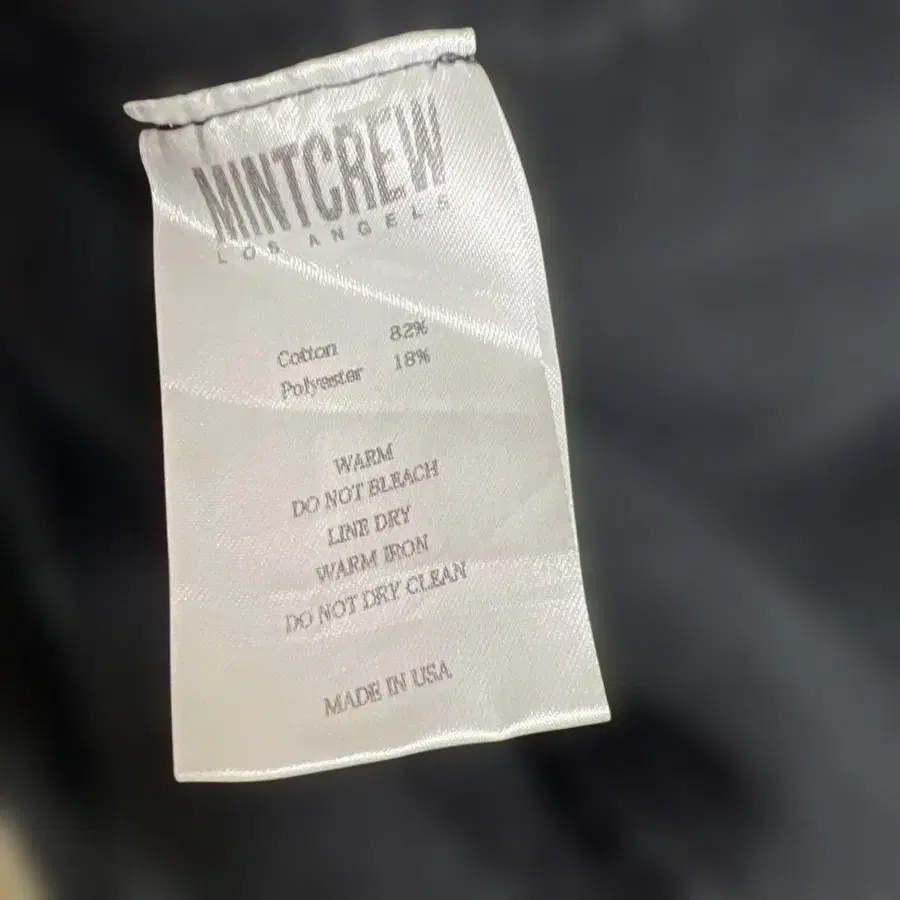 MINTCREW
LOS ANGELS
Cotton 82%
Polyester 18%
WARM
DO NOT BLEACH
LINE DRY
WARM IRON
DO NOT DRY CLEAN
MADE IN USA